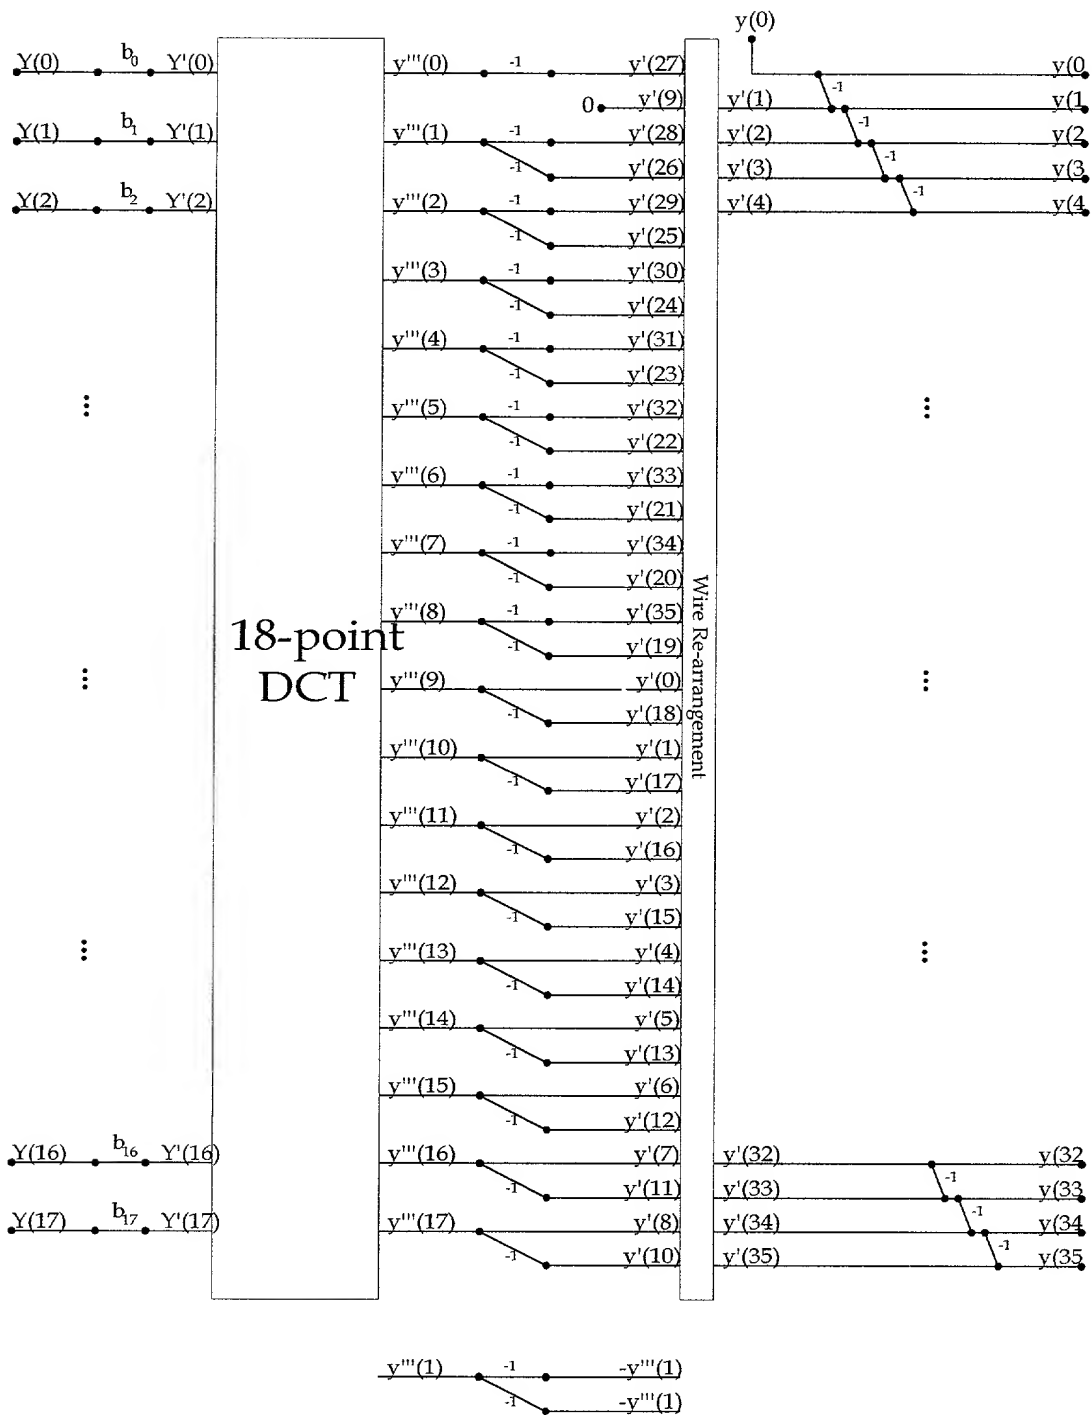 y(0)
Y(0) b0 Y'(0) y'''(0) -1 y'(27) y(0
0 y'(9) y'(1) -1 y(1
Y(1) b1 Y'(1) y'''(1) -1 y'(28) y'(2) -1 y(2
-1 y'(26) y'(3) -1 y(3
Y(2) b2 Y'(2) y'''(2) -1 y'(29) y'(4) -1 y(4
-1 y'(25)
y'''(3) -1 y'(30)
-1 y'(24)
y'''(4) -1 y'(31)
-1 y'(23)
y'''(5) -1 y'(32)
-1 y'(22)
y'''(6) -1 y'(33)
-1 y'(21)
y'''(7) -1 y'(34)
-1 y'(20)
y'''(8) -1 y'(35)
-1 y'(19)
18-point
DCT
Wire Re-arrangement
y'''(9) y'(0)
-1 y'(18)
y'''(10) y'(1)
-1 y'(17)
y'''(11) y'(2)
-1 y'(16)
y'''(12) y'(3)
-1 y'(15)
y'''(13) y'(4)
-1 y'(14)
y'''(14) y'(5)
-1 y'(13)
y'''(15) y'(6)
-1 y'(12)
Y(16) b16 Y'(16) y'''(16) y'(7) y'(32) y(32
-1 y'(11) y'(33) -1 y(33
Y(17) b17 Y'(17) y'''(17) y'(8) y'(34) -1 y(34
-1 y'(10) y'(35) -1 y(35
y'''(1) -1 -y'''(1)
-1 -y'''(1)